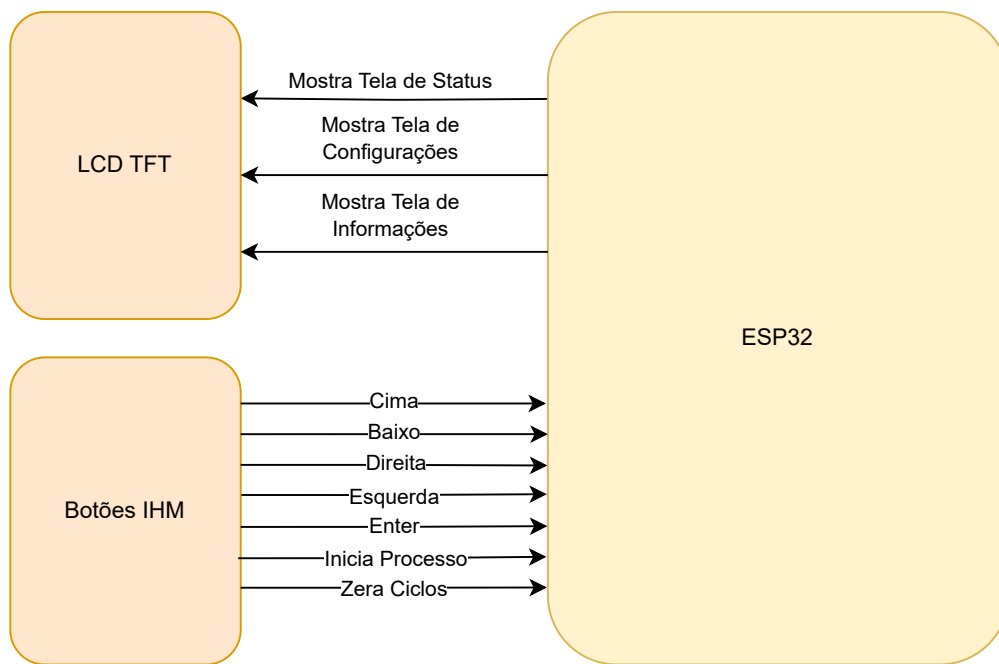 Mostra Tela de Status
Mostra Tela de
Configurações
LCD TFT
Mostra Tela de
Informações
ESP32
Cima
Baixo
Direita
Esquerda
Botões IHM
Enter
Inicia Processo
Zera Ciclos